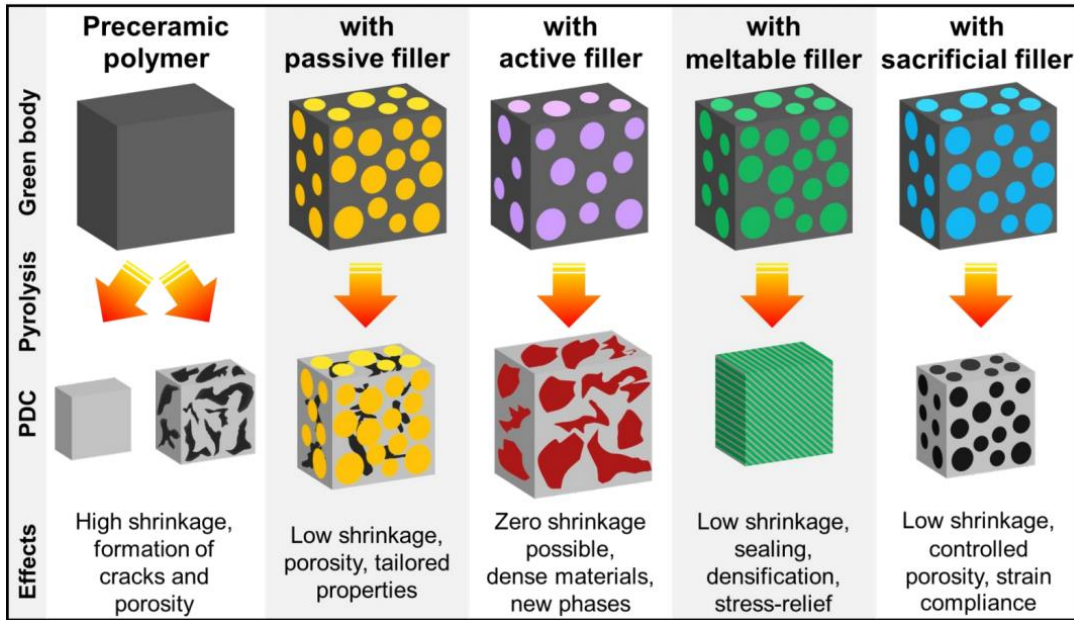 Preceramic
polymer
with
passive filler
with
active filler
with
meltable filler
with
sacrificial filler
Green body
Pyrolysis
PDC
Effects
High shrinkage,
formation of
cracks and
porosity
Low shrinkage,
porosity, tailored
properties
Zero shrinkage
possible,
dense materials,
new phases
Low shrinkage,
sealing,
densification,
stress-relief
Low shrinkage,
controlled
porosity, strain
compliance